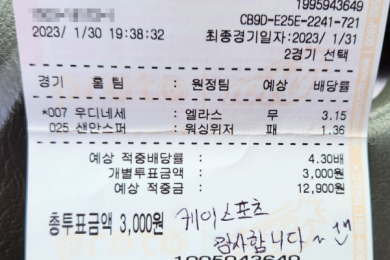 1995943649
CB9D-E25E-2241-721
2023/ 1/30 19:38:32 최종경기일자:2023/ 1/31
2경기 선택
경기 홈 팀 : 원정팀 예상 배당률
*007 우디네세 :엘라스 무 3.15
025 샌안스퍼 :워싱위저 패 1.36
예상 적중배당률 : 4.30배
개별투표금액 : 3,000원
예상 적중금 : 12,900원
총투표금액 3,000원 케이스포츠
감사합니다~
1995943649